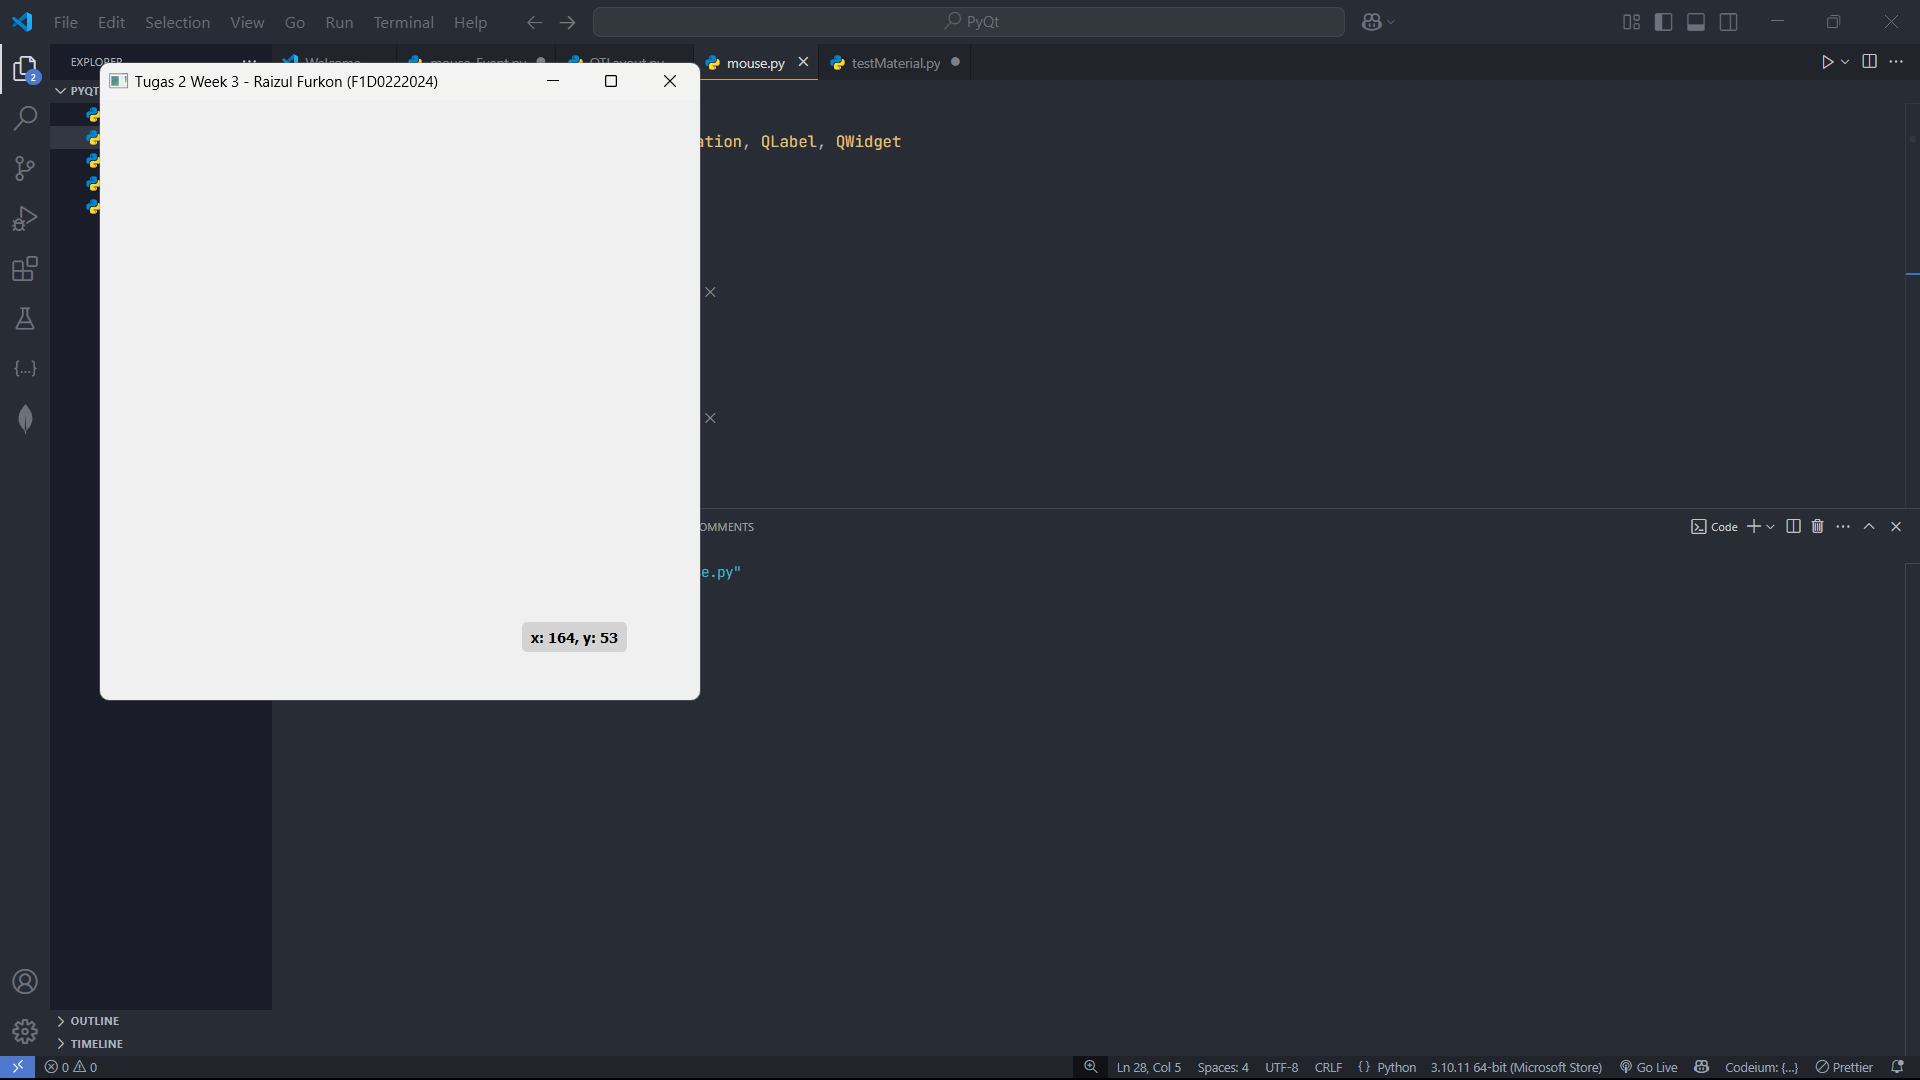 File Edit Selection View Go Run Terminal Help
PyQt
EXPLORER
mouse.py
testMaterial.py
Tugas 2 Week 3 - Raizul Furkon (F1D0222024)
PYQT
ation, QLabel, QWidget
OMMENTS
Code
e.py"
x: 164, y: 53
OUTLINE
TIMELINE
0 0
Ln 28, Col 5 Spaces: 4 UTF-8 CRLF {} Python 3.10.11 64-bit (Microsoft Store) Go Live Codeium: {...} Prettier
2